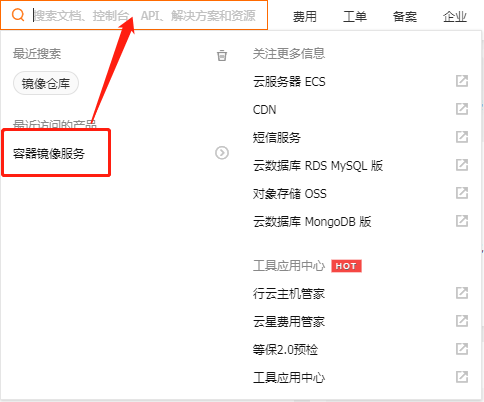 搜索文档、控制台、API、解决方案和资源
费用
工单
备案
企业
最近搜索
镜像仓库
最近访问的产品
容器镜像服务
关注更多信息
云服务器 ECS
CDN
短信服务
云数据库 RDS MySQL 版
对象存储 OSS
云数据库 MongoDB 版
工具应用中心 HOT
行云主机管家
云星费用管家
等保2.0预检
工具应用中心